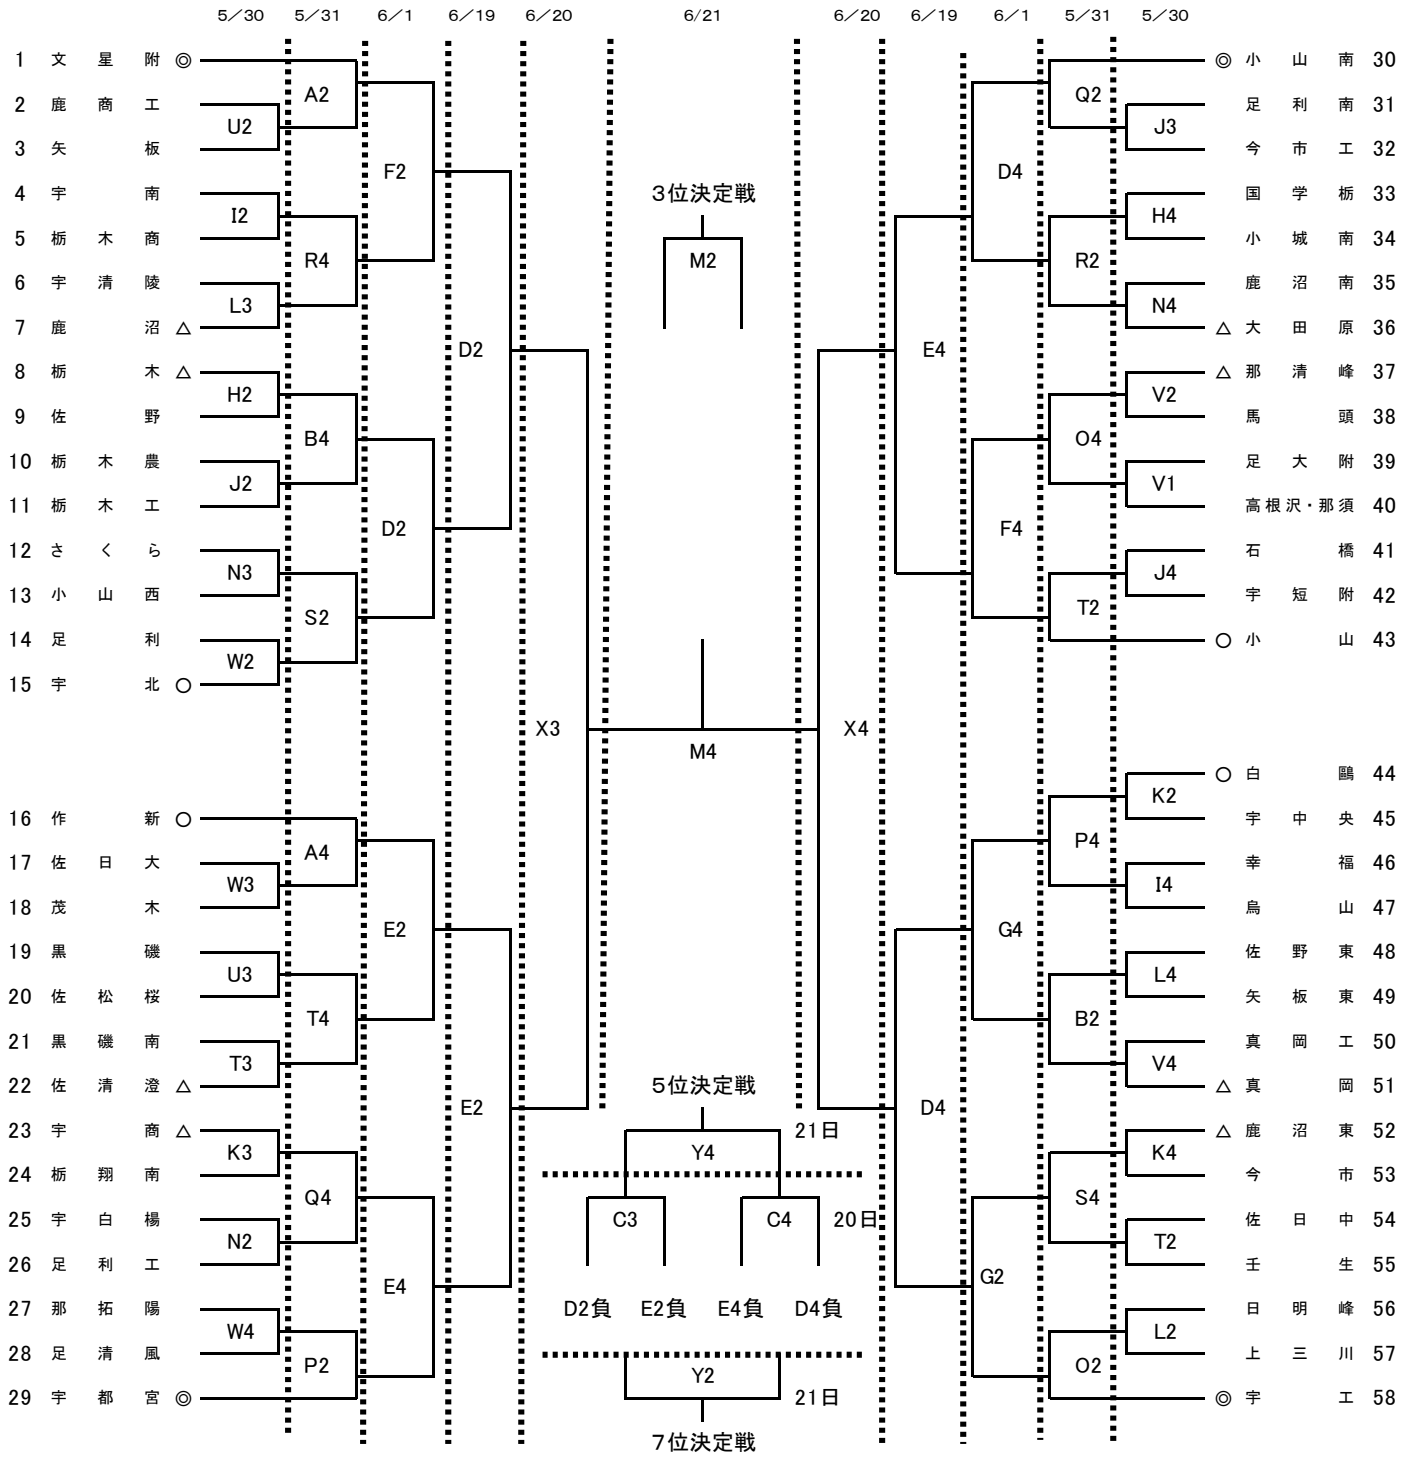 5／30 5／31 6／1 6／19 6／20 6／21 6／20 6／19 6／1 5／31 5／30
1 文星附 ◎
2 鹿商工
3 矢板
4 宇南
5 栃木商
6 宇清陵
7 鹿沼 △
8 栃木 △
9 佐野
10 栃木農
11 栃木工
12 さくら
13 小山西
14 足利
15 宇北 ○
16 作新 ○
17 佐日大
18 茂木
19 黒磯
20 佐松桜
21 黒磯南
22 佐清澄 △
23 宇商 △
24 栃翔南
25 宇白楊
26 足利工
27 那拓陽
28 足清風
29 宇都宮 ◎
U2
I2
L3
H2
J2
N3
W2
W3
U3
T3
K3
N2
W4
A2
R4
B4
S2
A4
T4
Q4
P2
F2
D2
E2
E4
D2
E2
X3
3位決定戦
M2
M4
5位決定戦
21日
Y4
C3 C4 20日
D2負 E2負 E4負 D4負
Y2
21日
7位決定戦
X4
E4
D4
D4
F4
G4
G2
Q2
R2
O4
T2
P4
B2
S4
O2
J3
H4
N4
V2
V1
J4
K2
I4
L4
V4
K4
T2
L2
◎ 小山南 30
足利南 31
今市工 32
国学栃 33
小城南 34
鹿沼南 35
△ 大田原 36
△ 那清峰 37
馬頭 38
足大附 39
高根沢・那須 40
石橋 41
宇短附 42
○ 小山 43
○ 白鷗 44
宇中央 45
幸福 46
烏山 47
佐野東 48
矢板東 49
真岡工 50
△ 真岡 51
△ 鹿沼東 52
今市 53
佐日中 54
壬生 55
日明峰 56
上三川 57
◎ 宇工 58